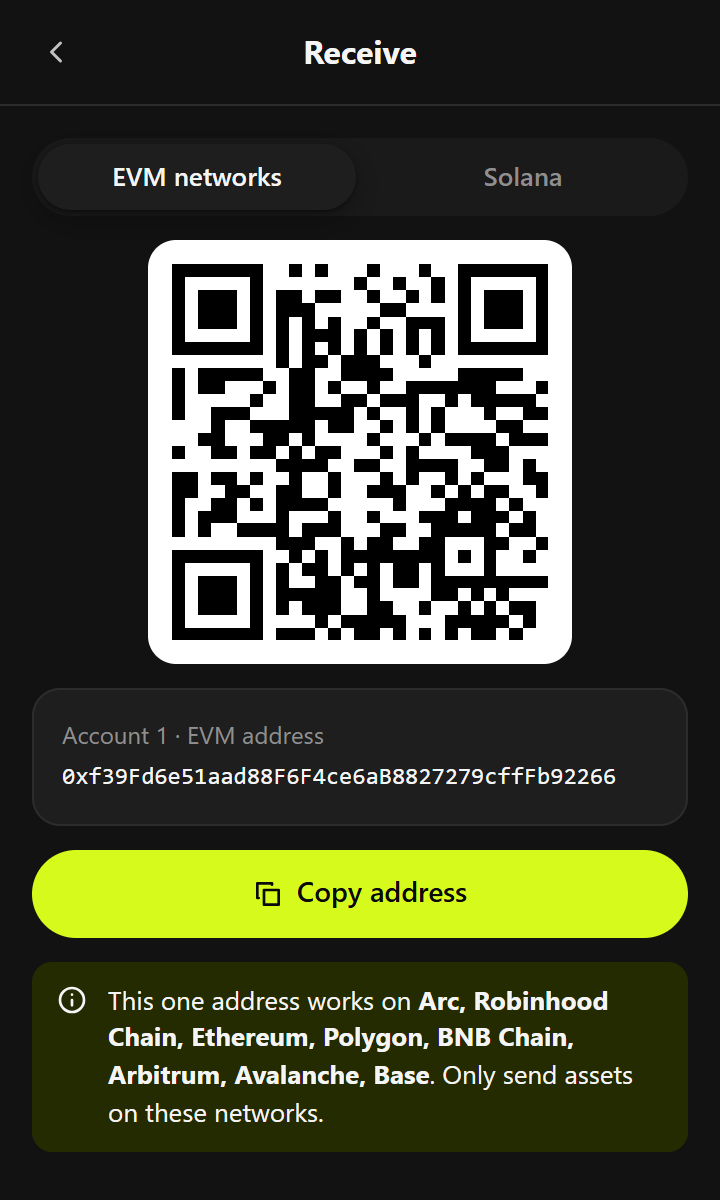 Receive
EVM networks
Solana
Account 1 · EVM address
0xf39Fd6e51aad88F6F4ce6aB8827279cffFb92266
Copy address
This one address works on Arc, Robinhood
Chain, Ethereum, Polygon, BNB Chain,
Arbitrum, Avalanche, Base. Only send assets
on these networks.